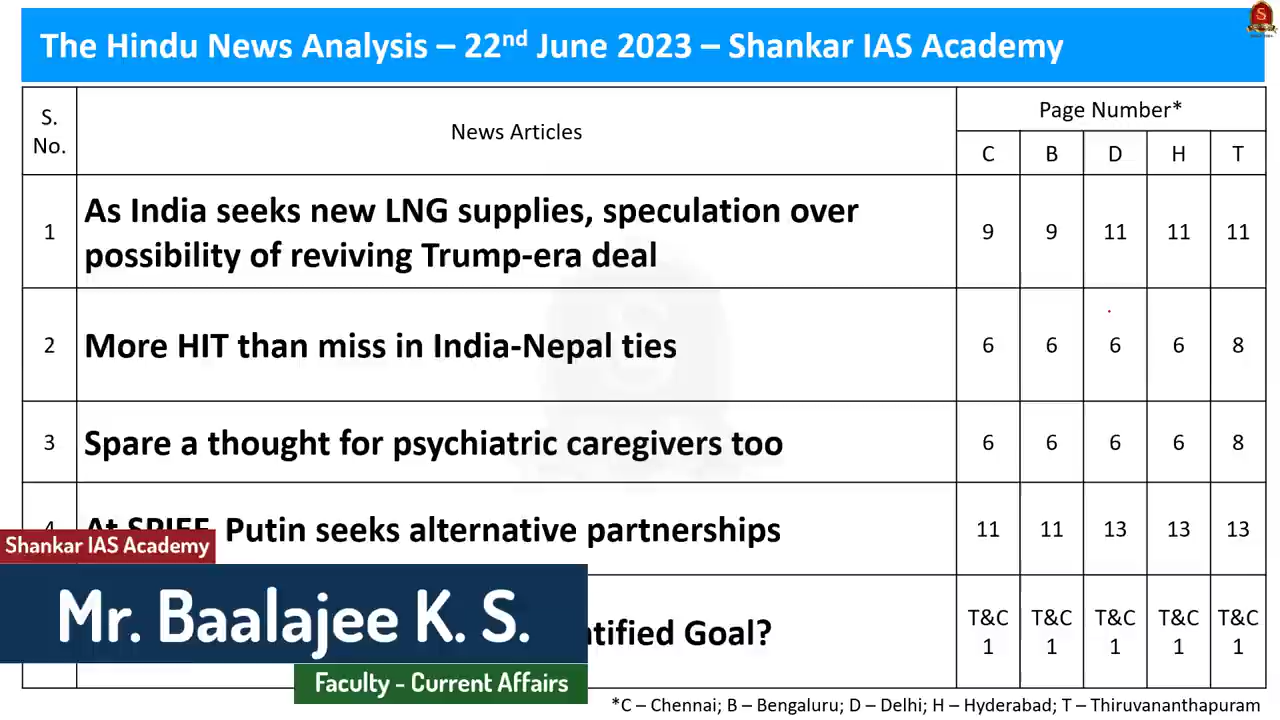 The Hindu News Analysis – 22nd June 2023 – Shankar IAS Academy
S. No.
News Articles
Page Number*
C B D H T
1 As India seeks new LNG supplies, speculation over possibility of reviving Trump-era deal 9 9 11 11 11
2 More HIT than miss in India-Nepal ties 6 6 6 6 8
3 Spare a thought for psychiatric caregivers too 6 6 6 6 8
Putin seeks alternative partnerships 11 11 13 13 13
Goal? T&C 1 T&C 1 T&C 1 T&C 1 T&C 1
Shankar IAS Academy
Mr. Baalajee K. S.
Faculty - Current Affairs
*C – Chennai; B – Bengaluru; D – Delhi; H – Hyderabad; T – Thiruvananthapuram